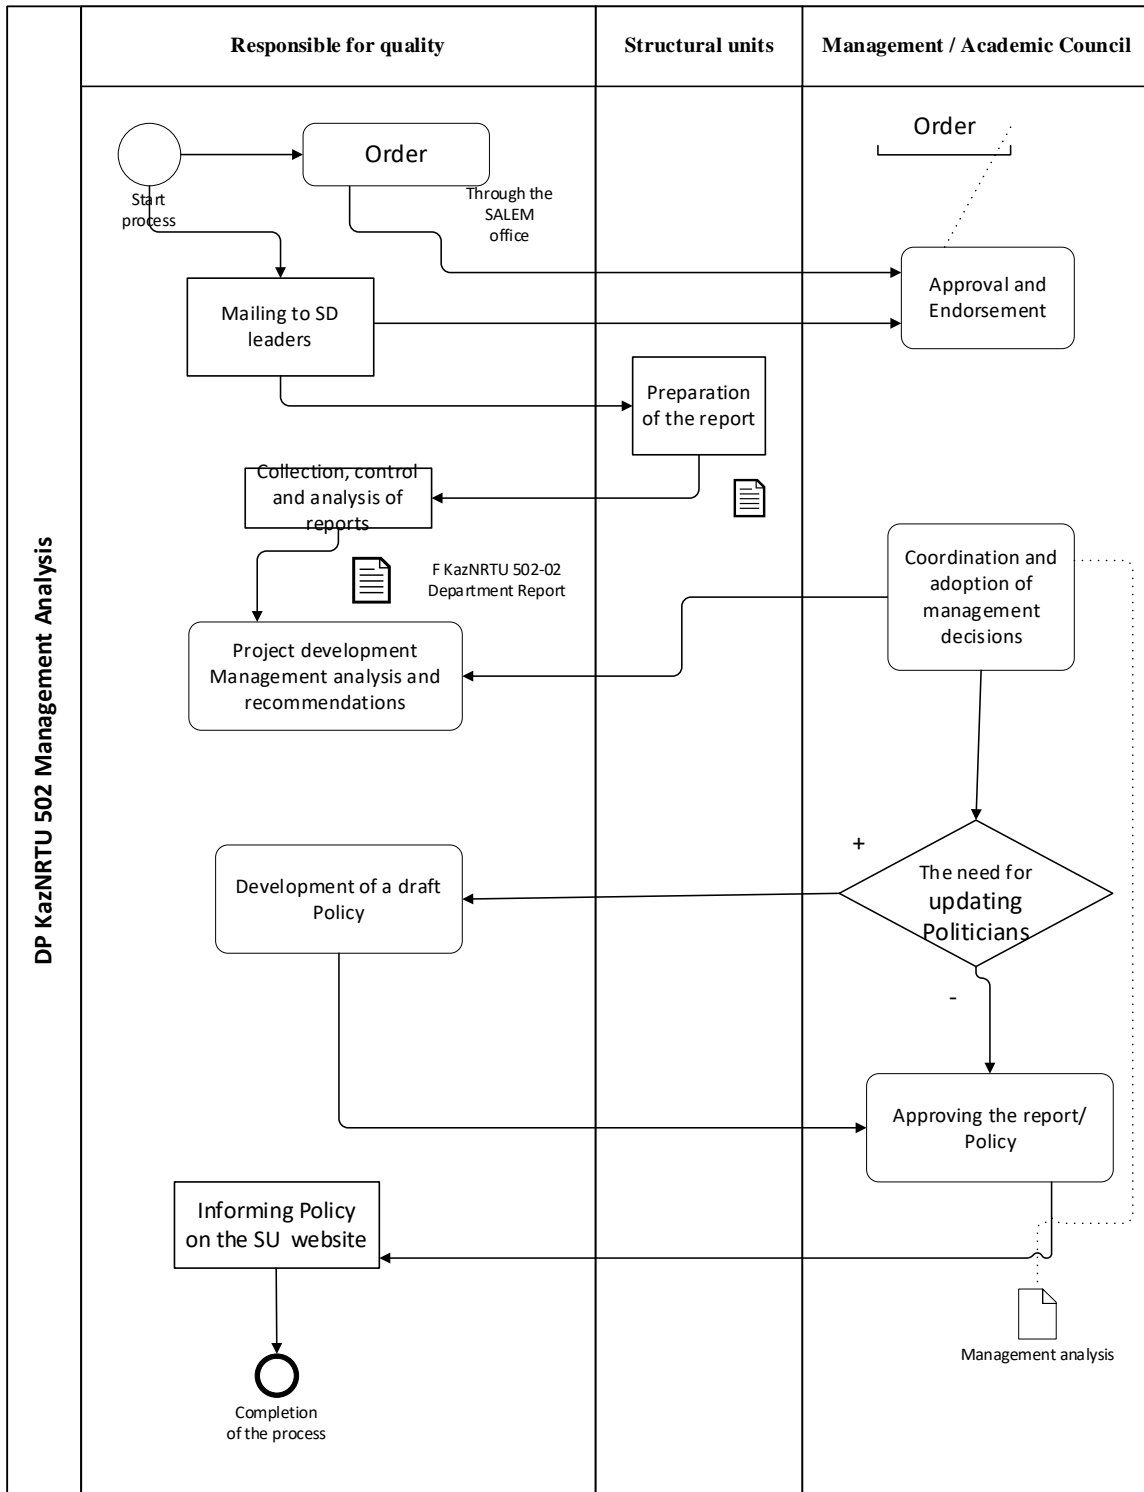 DP KazNRTU 502 Management Analysis
Responsible for quality
Structural units
Management / Academic Council
Start
process
Order
Through the
SALEM
office
Order
Approval and
Endorsement
Mailing to SD
leaders
Preparation
of the report
Collection, control
and analysis of
reports
F KazNRTU 502-02
Department Report
Coordination and
adoption of
management
decisions
Project development
Management analysis and
recommendations
+
The need for
updating
Politicians
-
Development of a draft
Policy
Approving the report/
Policy
Informing Policy
on the SU website
Management analysis
Completion
of the process